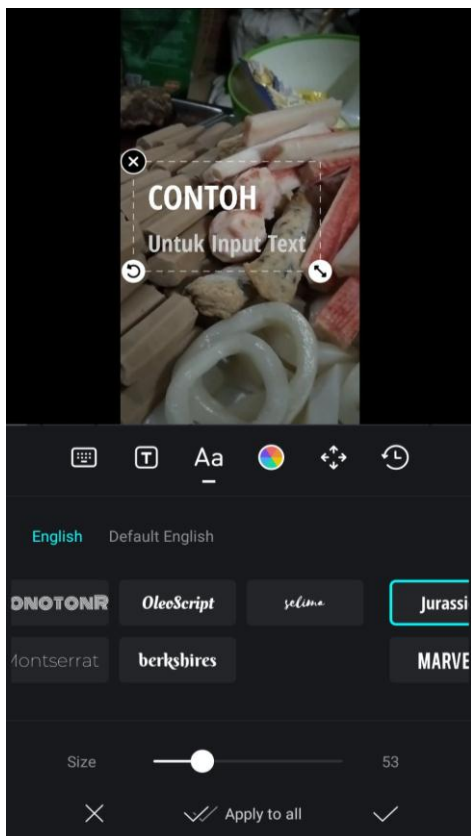 CONTOH
Untuk Input Text
T
Aa
English Default English
ONOTONR OleoScript selima Jurassi
Montserrat berkshires MARVE
Size 53
Apply to all